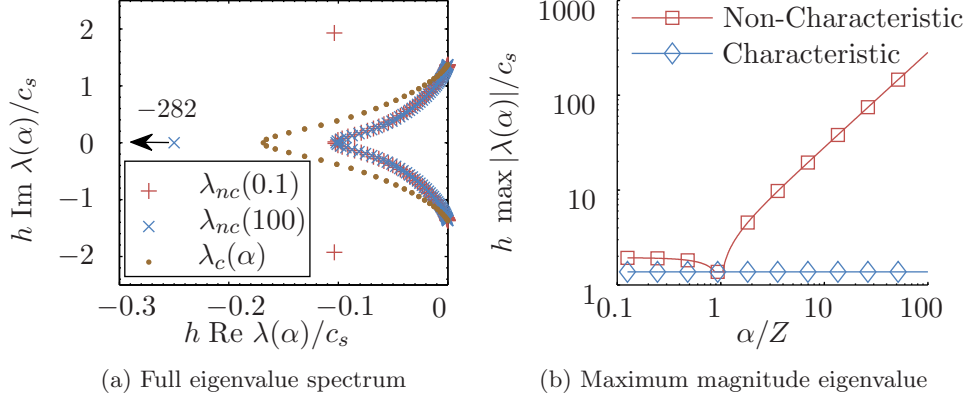 h Im λ(α)/c_s
2
1
0
−1
−2
−282
λ_nc(0.1)
λ_nc(100)
λ_c(α)
−0.3
−0.2
−0.1
0
h Re λ(α)/c_s
(a) Full eigenvalue spectrum
h max |λ(α)|/c_s
1000
100
10
1
Non-Characteristic
Characteristic
0.1
1
10
100
α/Z
(b) Maximum magnitude eigenvalue